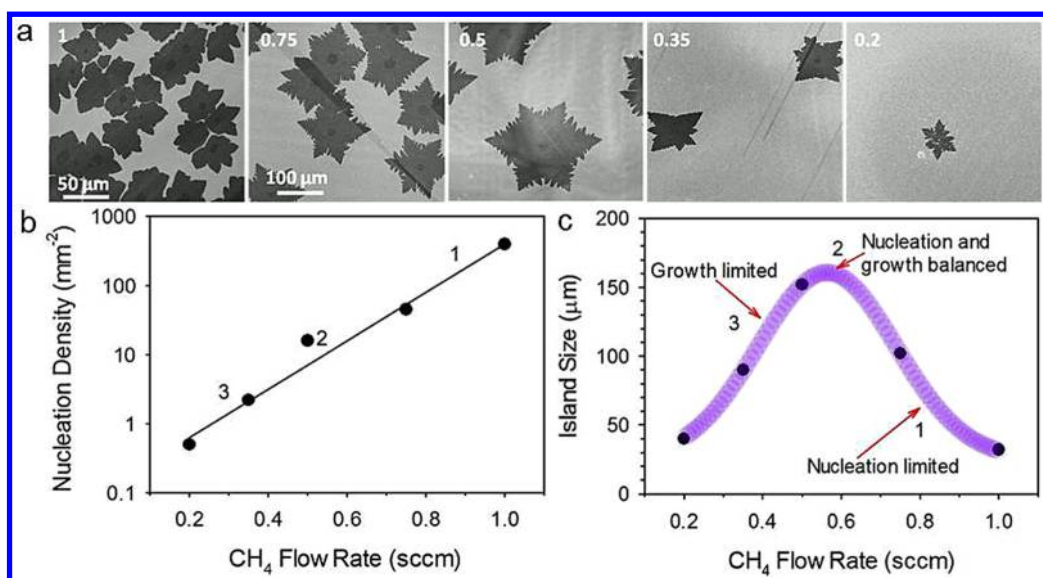 a
1
0.75
0.5
0.35
0.2
50 μm
100 μm
b
Nucleation Density (mm⁻²)
1000
100
10
1
0.1
1
2
3
0.2 0.4 0.6 0.8 1.0
CH₄ Flow Rate (sccm)
c
Island Size (μm)
200
150
100
50
0
2
Nucleation and
growth balanced
Growth limited
3
1
Nucleation limited
0.2 0.4 0.6 0.8 1.0
CH₄ Flow Rate (sccm)